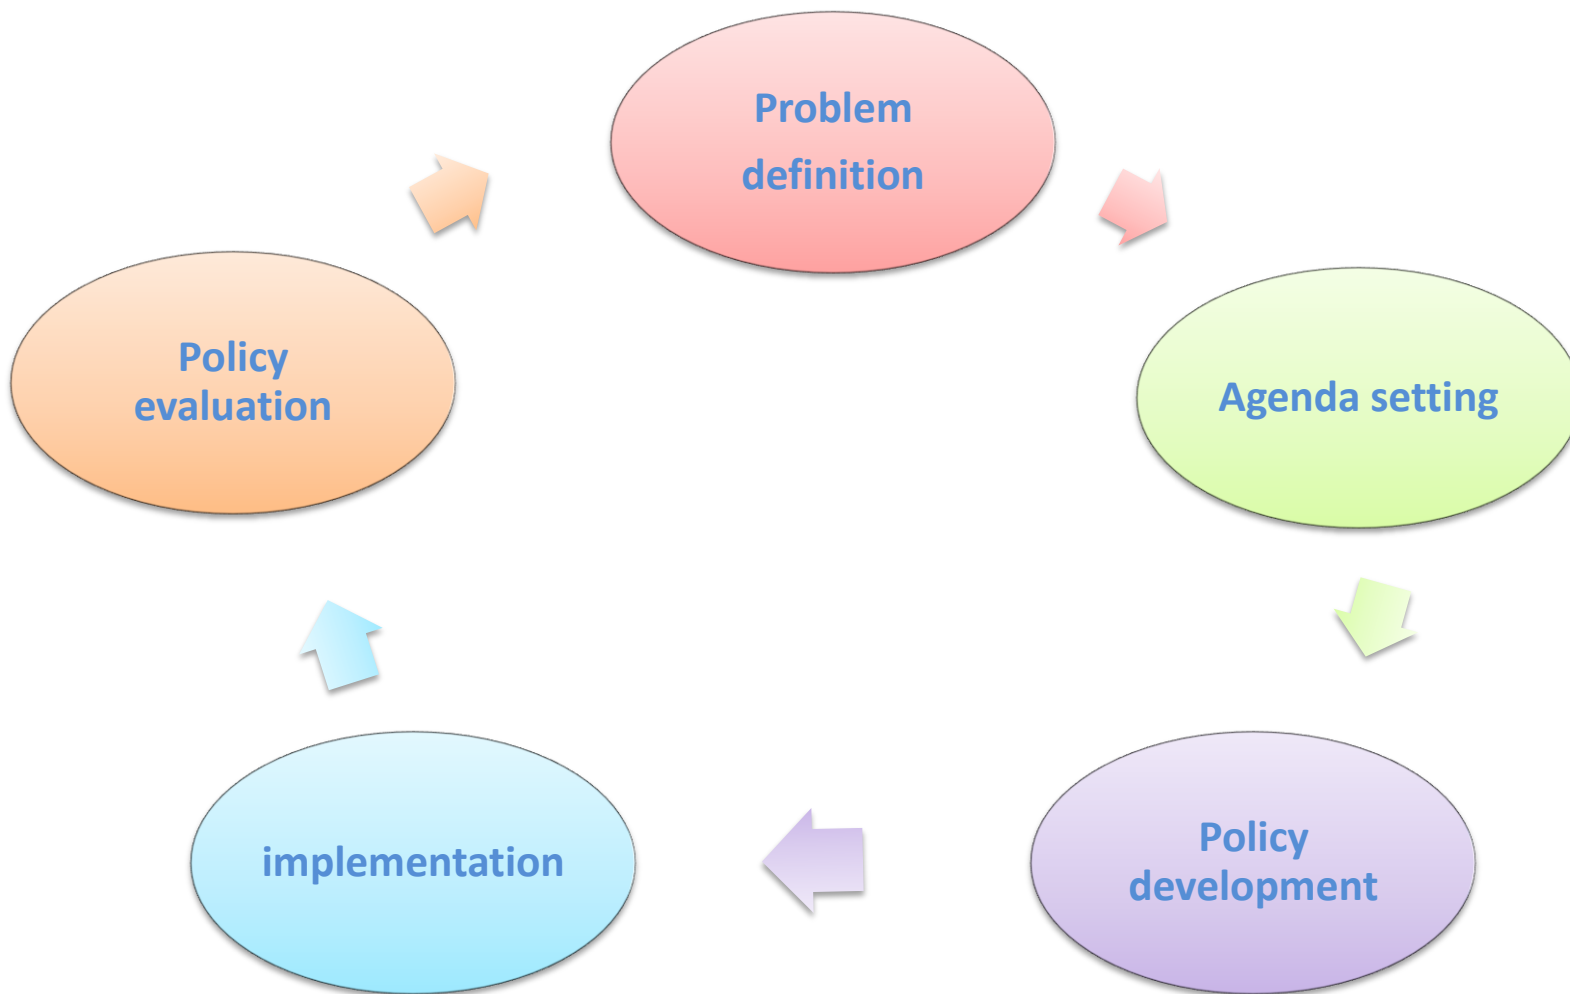 Problem
definition
Agenda setting
Policy
development
implementation
Policy
evaluation